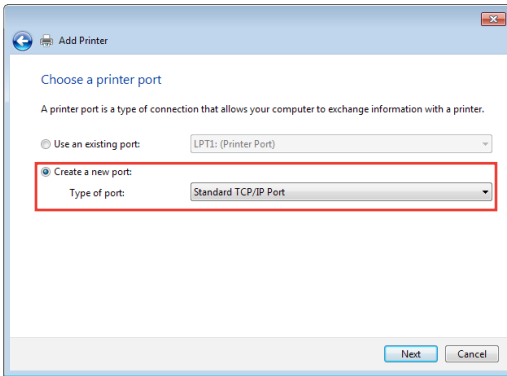 Add Printer
Choose a printer port
A printer port is a type of connection that allows your computer to exchange information with a printer.
Use an existing port: LPT1: (Printer Port)
Create a new port:
Type of port: Standard TCP/IP Port
Next Cancel